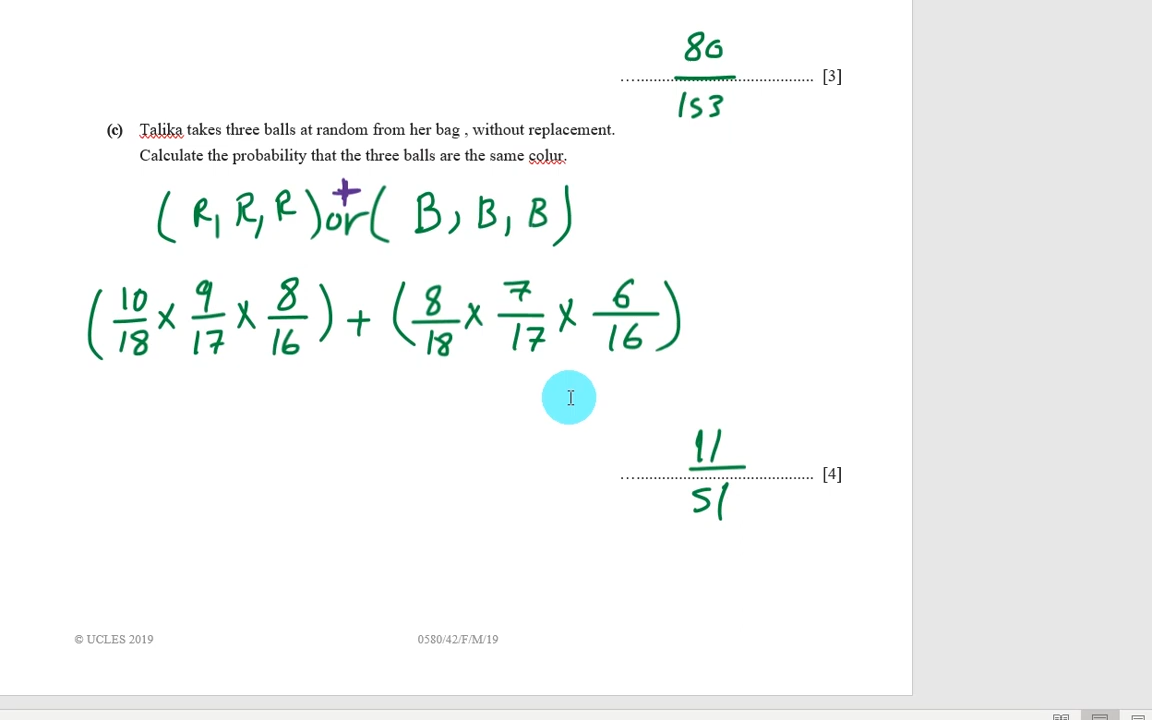 80
.................................... [3]
153
(c) Talika takes three balls at random from her bag , without replacement.
Calculate the probability that the three balls are the same colur.
+
( R, R, R ) or ( B, B, B )
( 10/18 × 9/17 × 8/16 ) + ( 8/18 × 7/17 × 6/16 )
11
.................................... [4]
51
© UCLES 2019 0580/42/F/M/19